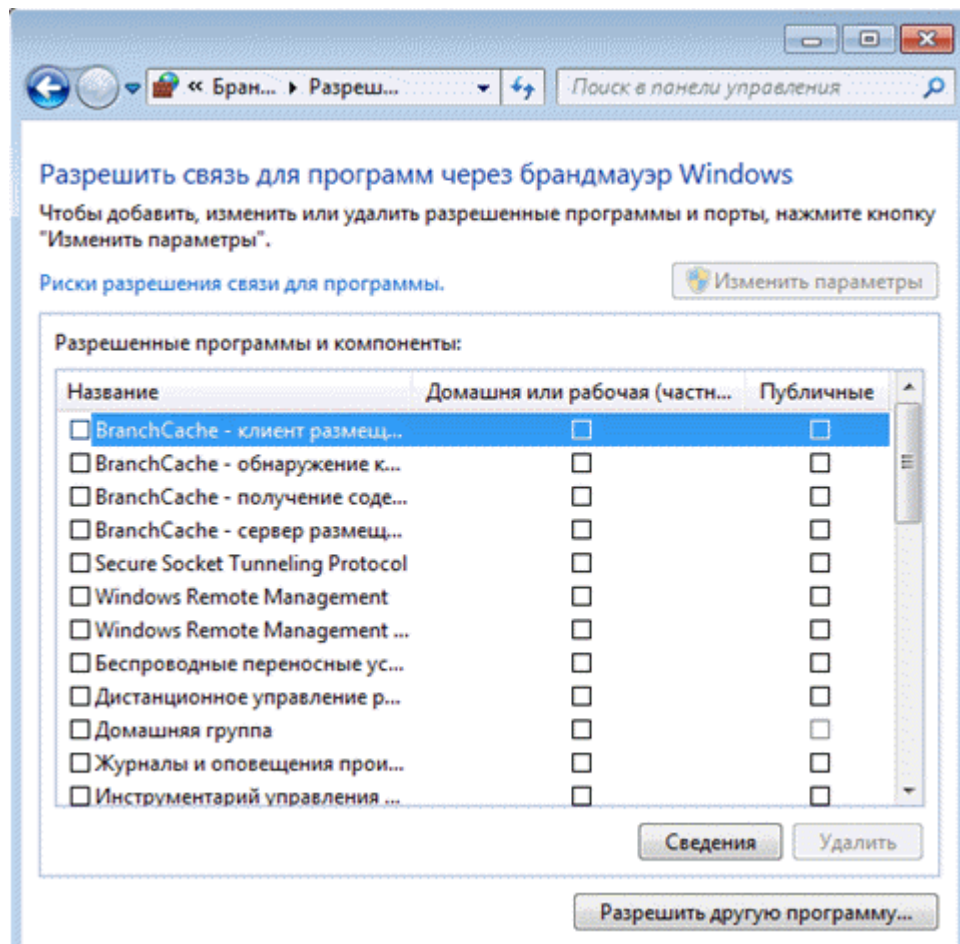 « Бран... Разреш... Поиск в панели управления
Разрешить связь для программ через брандмауэр Windows
Чтобы добавить, изменить или удалить разрешенные программы и порты, нажмите кнопку
"Изменить параметры".
Риски разрешения связи для программы. Изменить параметры
Разрешенные программы и компоненты:
Название Домашня или рабочая (частн... Публичные
BranchCache - клиент размещ...
BranchCache - обнаружение к...
BranchCache - получение соде...
BranchCache - сервер размещ...
Secure Socket Tunneling Protocol
Windows Remote Management
Windows Remote Management ...
Беспроводные переносные ус...
Дистанционное управление р...
Домашняя группа
Журналы и оповещения прои...
Инструментарий управления ...
Сведения Удалить
Разрешить другую программу...